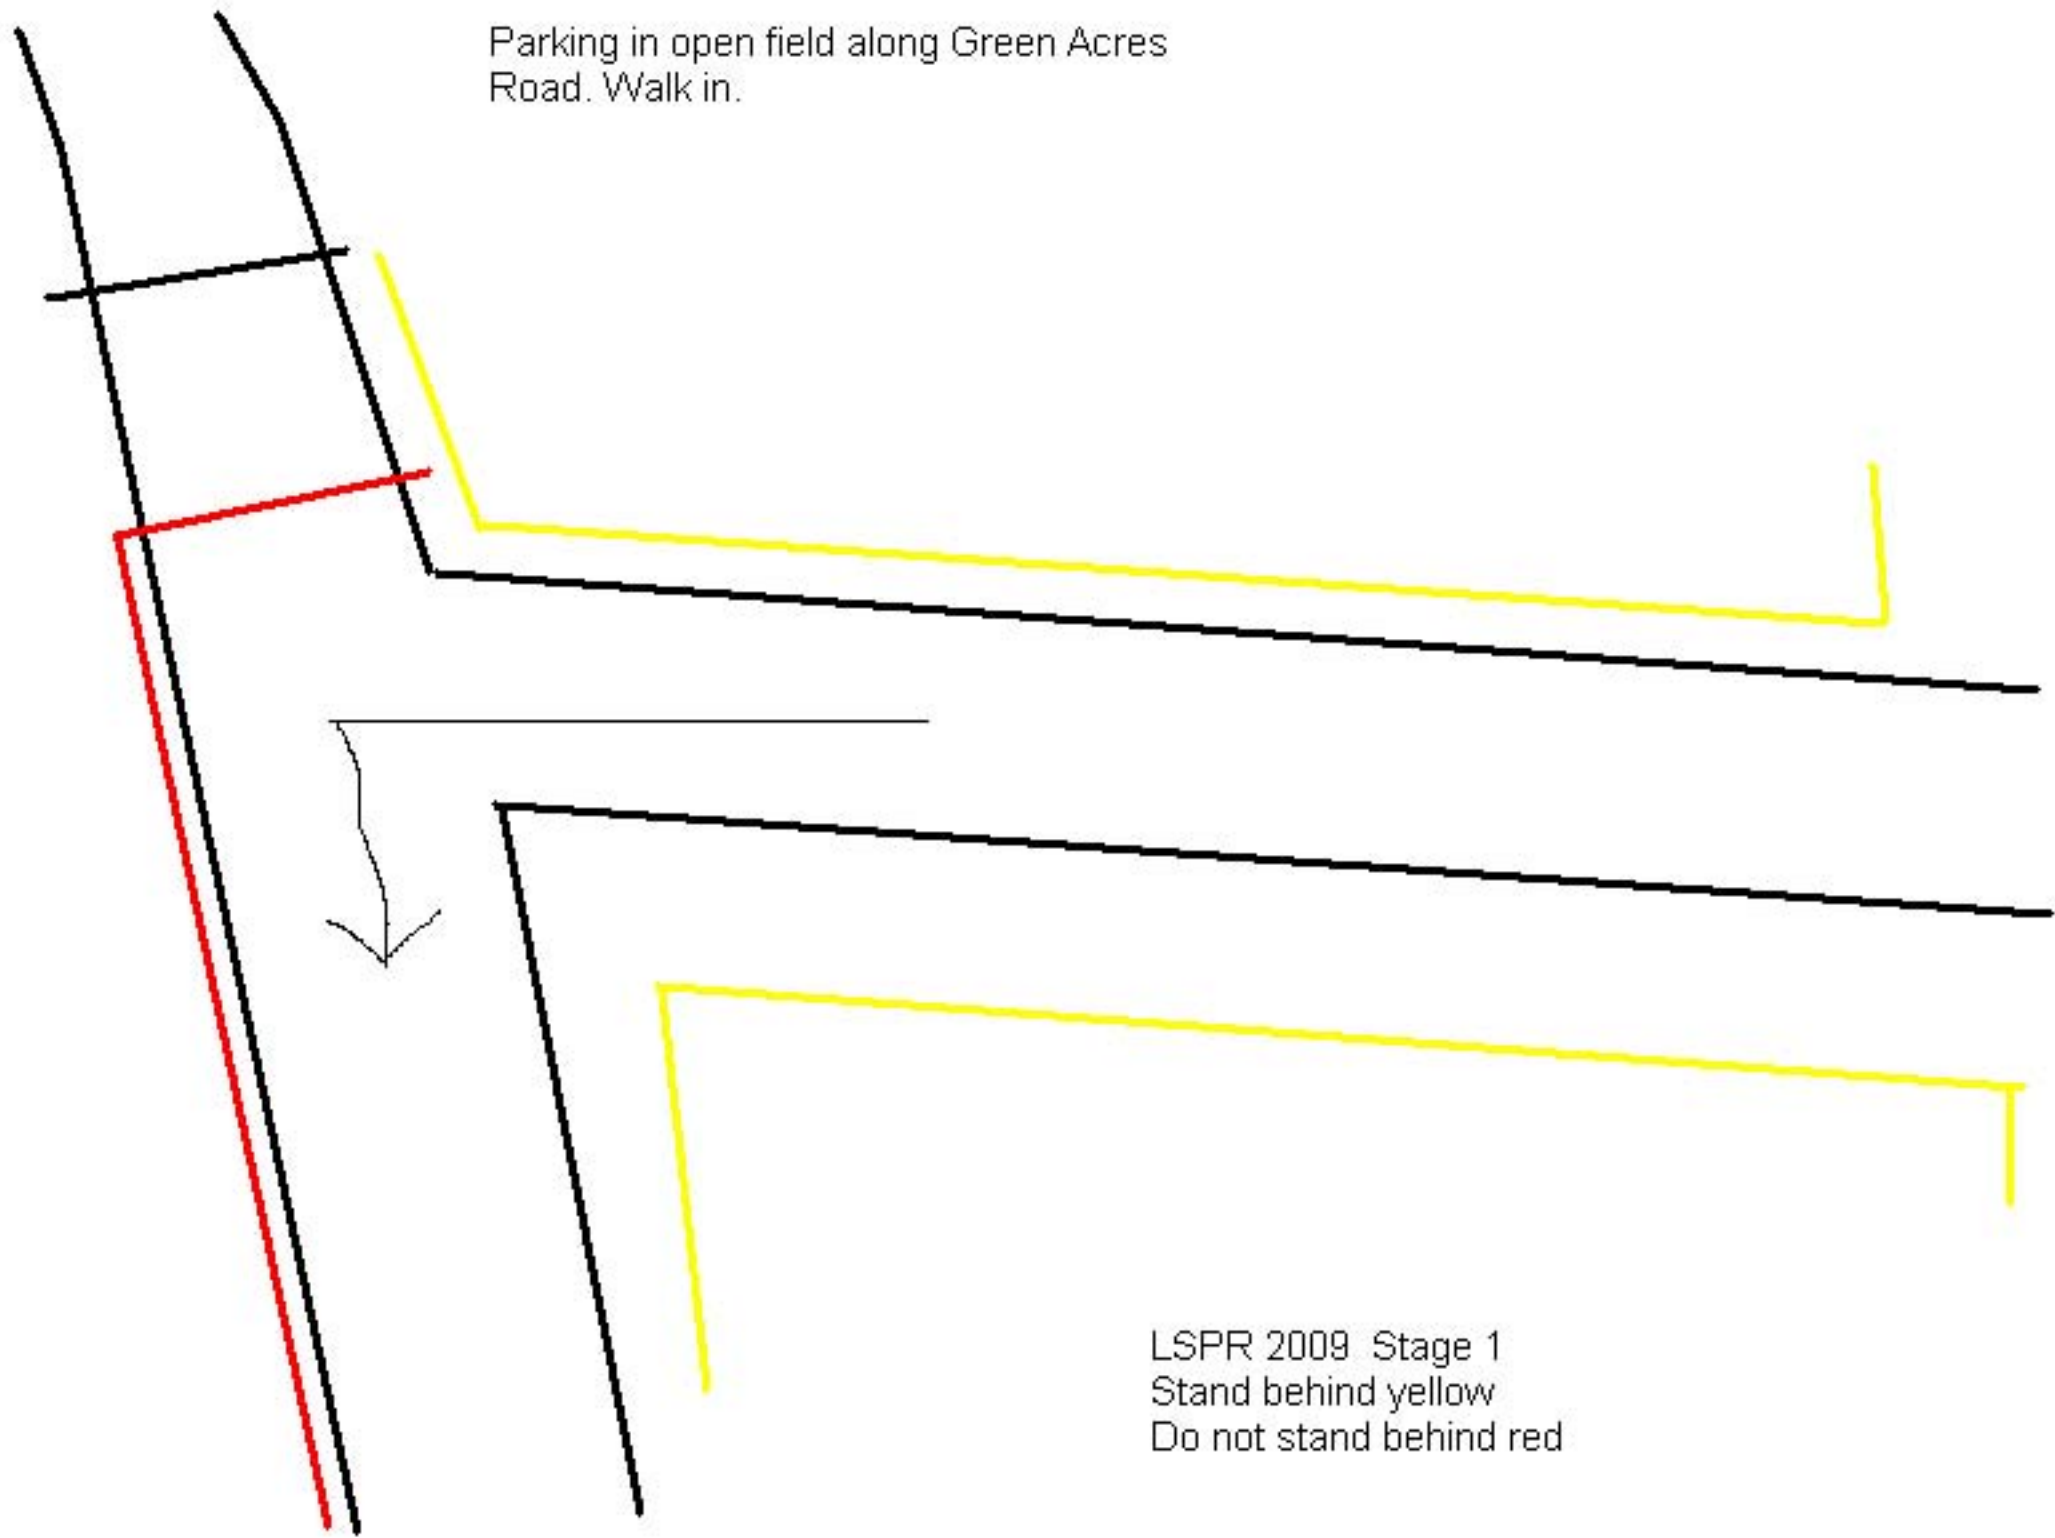 Parking in open field along Green Acres
Road. Walk in.
LSPR 2009  Stage 1
Stand behind yellow
Do not stand behind red